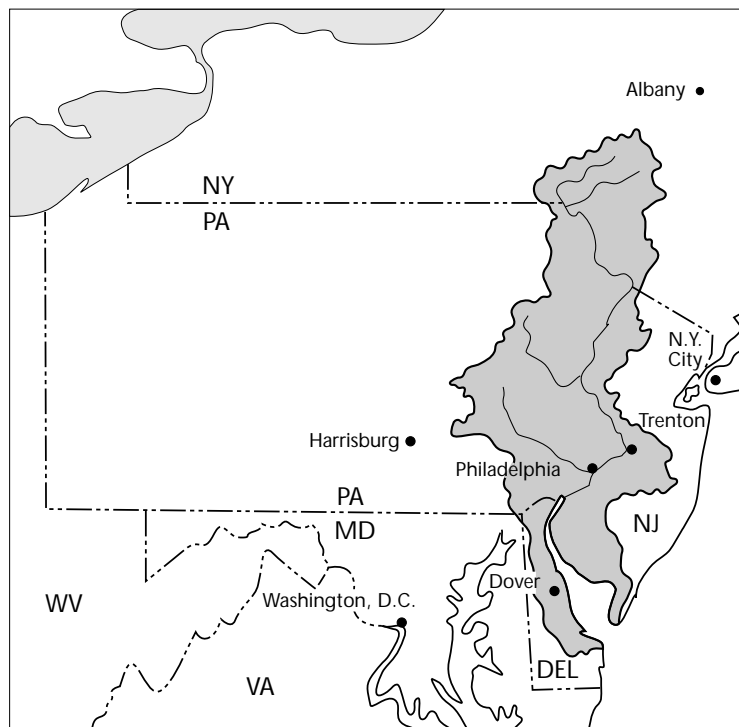 Albany
NY
PA
N.Y.
City
Trenton
Harrisburg
Philadelphia
PA
MD
NJ
Dover
WV
Washington, D.C.
DEL
VA